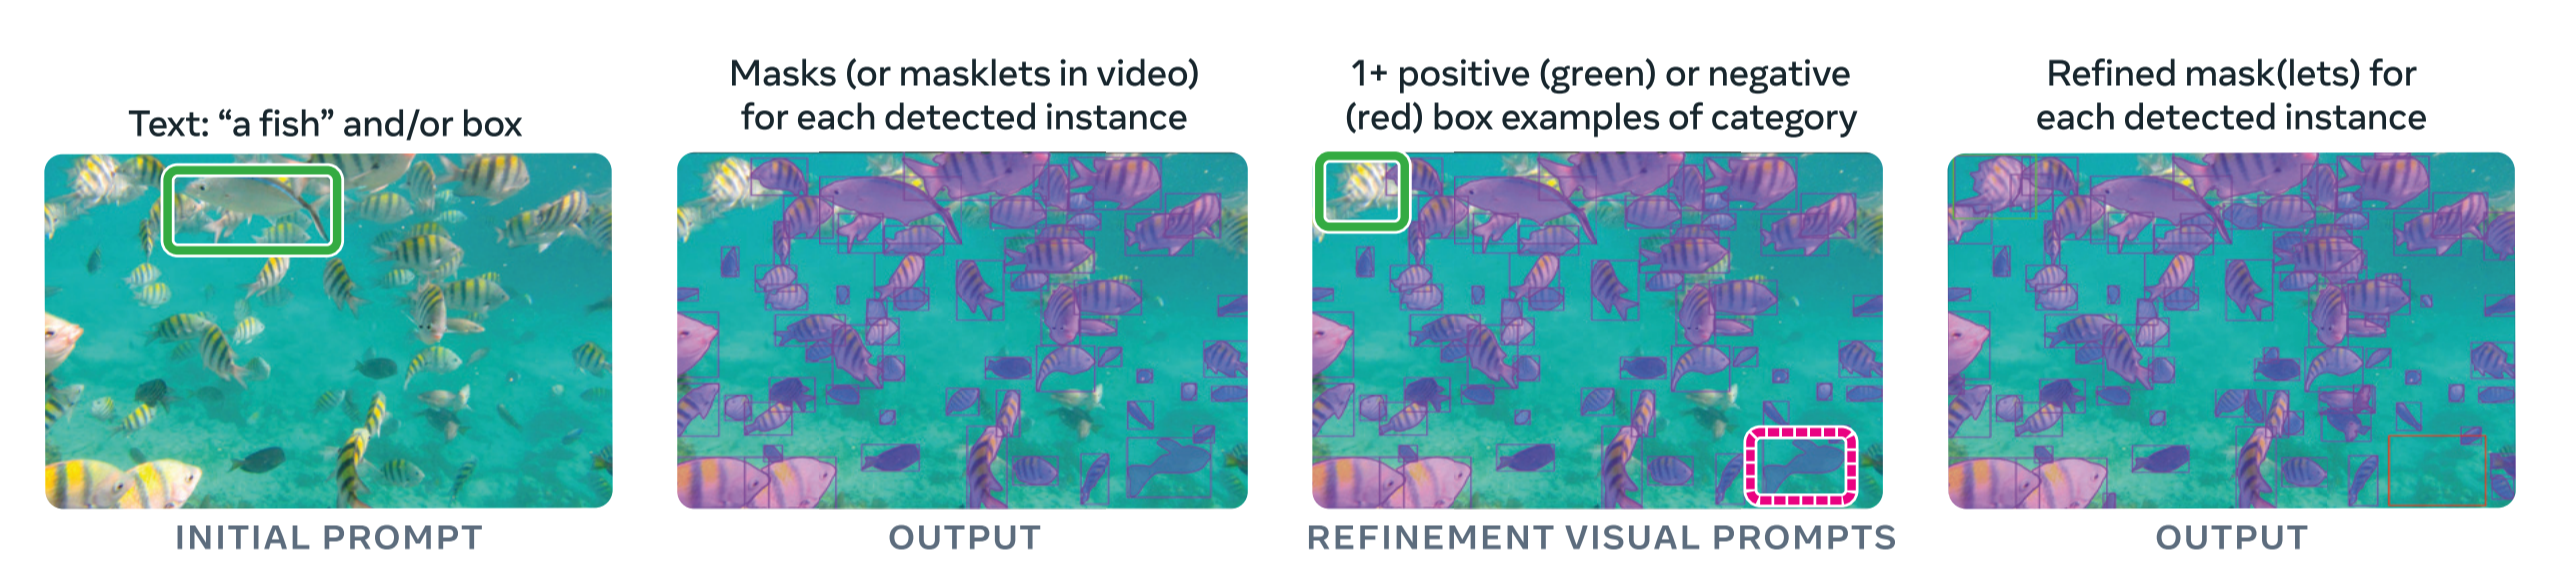 Text: “a fish” and/or box
Masks (or masklets in video)
for each detected instance
1+ positive (green) or negative
(red) box examples of category
Refined mask(lets) for
each detected instance
INITIAL PROMPT
OUTPUT
REFINEMENT VISUAL PROMPTS
OUTPUT